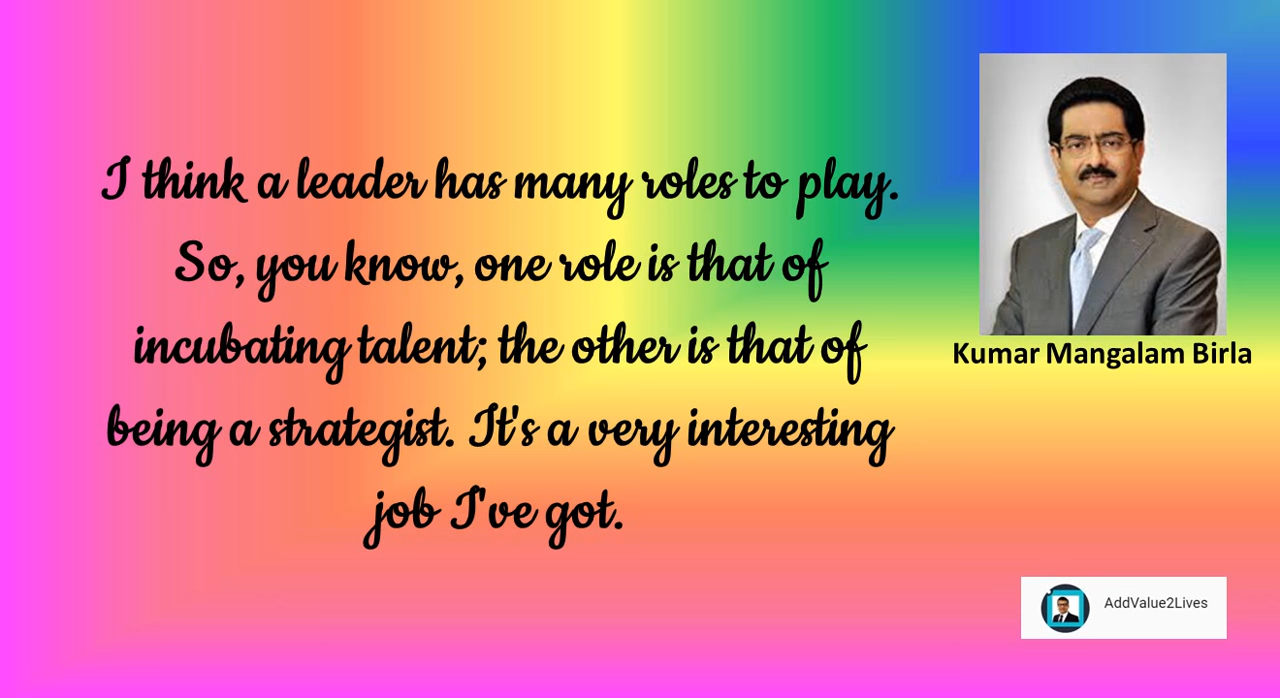 I think a leader has many roles to play.
So, you know, one role is that of
incubating talent; the other is that of
being a strategist. It's a very interesting
job I've got.
Kumar Mangalam Birla
AddValue2Lives